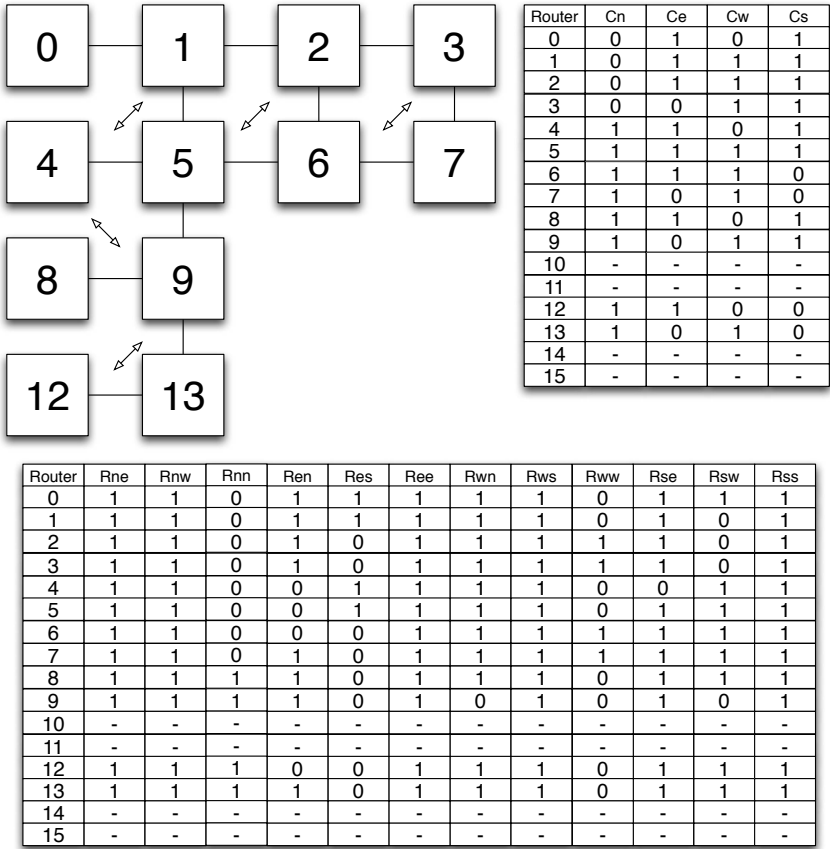 0 1 2 3
4 5 6 7
8 9
12 13
Router Cn Ce Cw Cs
0 0 1 0 1
1 0 1 1 1
2 0 1 1 1
3 0 0 1 1
4 1 1 0 1
5 1 1 1 1
6 1 1 1 0
7 1 0 1 0
8 1 1 0 1
9 1 0 1 1
10 - - - -
11 - - - -
12 1 1 0 0
13 1 0 1 0
14 - - - -
15 - - - -
Router Rne Rnw Rnn Ren Res Ree Rwn Rws Rww Rse Rsw Rss
0 1 1 0 1 1 1 1 1 0 1 1 1
1 1 1 0 1 1 1 1 1 0 1 0 1
2 1 1 0 1 0 1 1 1 1 1 0 1
3 1 1 0 1 0 1 1 1 1 1 0 1
4 1 1 0 0 1 1 1 1 0 0 1 1
5 1 1 0 0 1 1 1 1 0 1 1 1
6 1 1 0 0 0 1 1 1 1 1 1 1
7 1 1 0 1 0 1 1 1 1 1 1 1
8 1 1 1 1 0 1 1 1 0 1 1 1
9 1 1 1 1 0 1 0 1 0 1 0 1
10 - - - - - - - - - - - -
11 - - - - - - - - - - - -
12 1 1 1 0 0 1 1 1 0 1 1 1
13 1 1 1 1 0 1 1 1 0 1 1 1
14 - - - - - - - - - - - -
15 - - - - - - - - - - - -